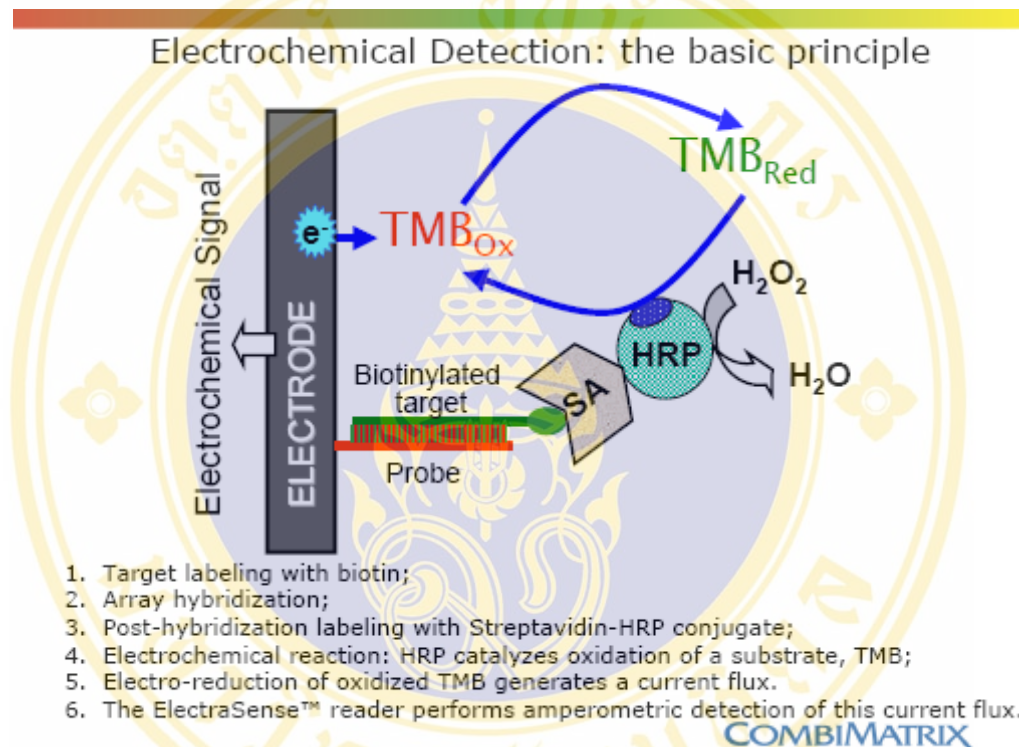 Electrochemical Detection: the basic principle
Electrochemical Signal
ELECTRODE
e-
TMBOx
TMBRed
H2O2
HRP
H2O
SA
Biotinylated
target
Probe
1. Target labeling with biotin;
2. Array hybridization;
3. Post-hybridization labeling with Streptavidin-HRP conjugate;
4. Electrochemical reaction: HRP catalyzes oxidation of a substrate, TMB;
5. Electro-reduction of oxidized TMB generates a current flux.
6. The ElectraSense™ reader performs amperometric detection of this current flux.
COMBIMATRIX